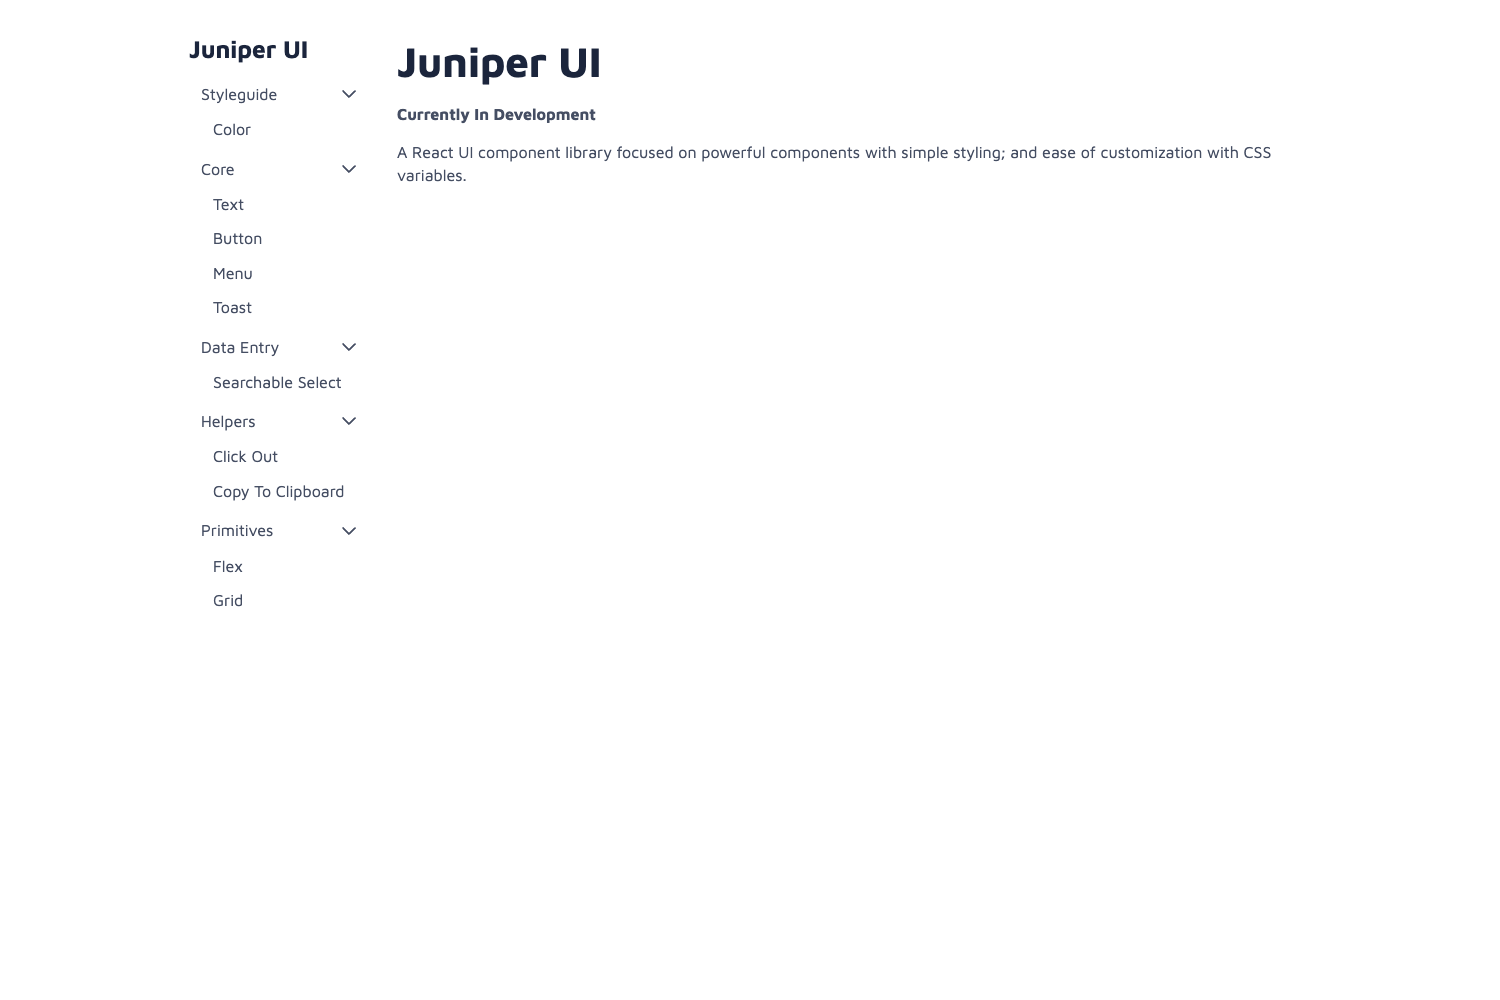 Juniper UI
Styleguide
Color
Core
Text
Button
Menu
Toast
Data Entry
Searchable Select
Helpers
Click Out
Copy To Clipboard
Primitives
Flex
Grid
Juniper UI
Currently In Development
A React UI component library focused on powerful components with simple styling; and ease of customization with CSS
variables.